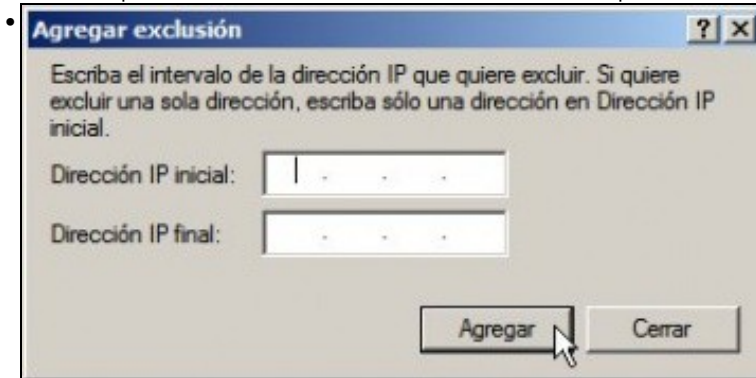 Agregar exclusión
Escriba el intervalo de la dirección IP que quiere excluir. Si quiere
excluir una sola dirección, escriba sólo una dirección en Dirección IP
inicial.
Dirección IP inicial:
Dirección IP final:
Agregar Cerrar